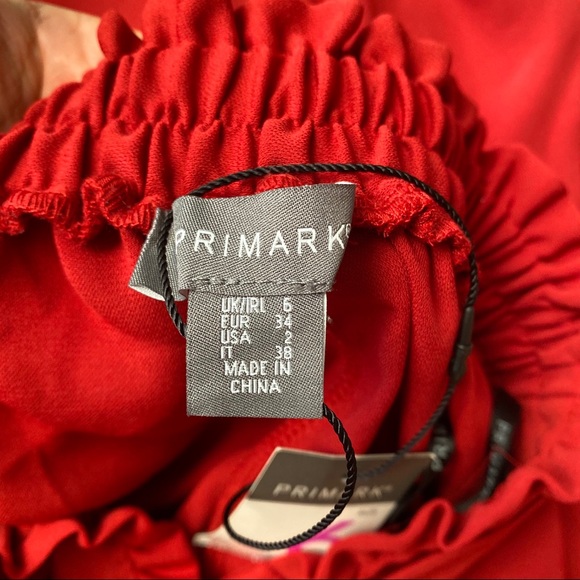 PRIMARK®
UK/IRL 6
EUR 34
USA 2
IT 38
MADE IN
CHINA
PRIMARK®